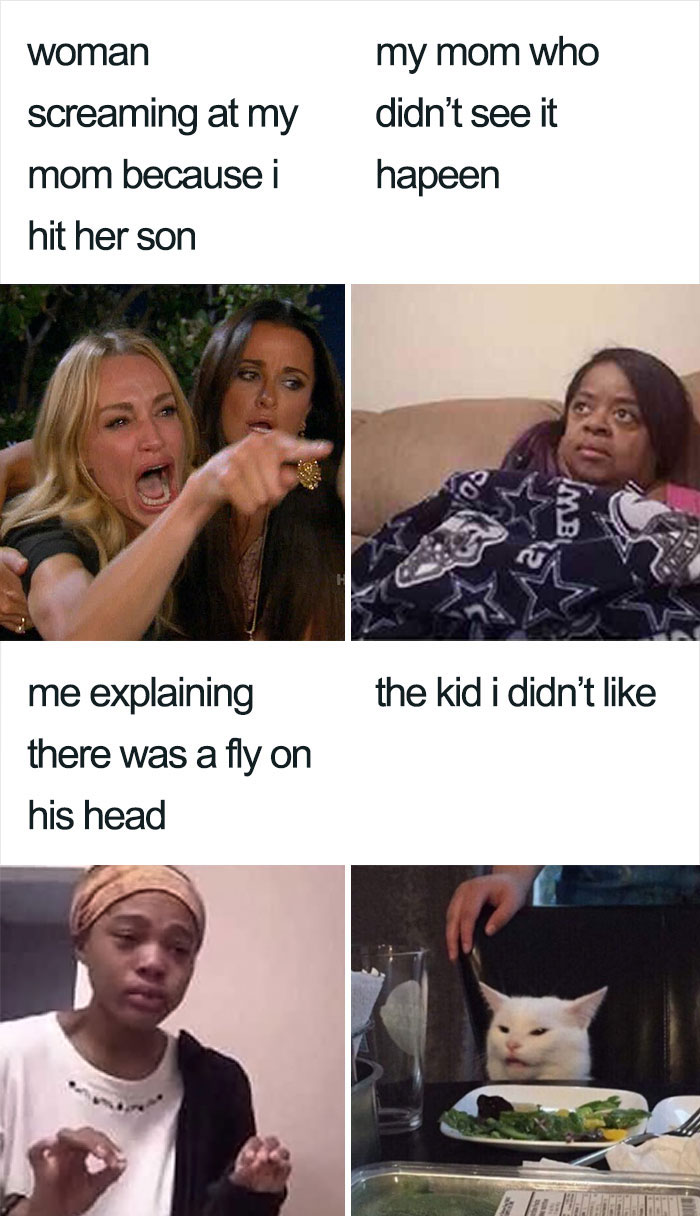 woman
screaming at my
mom because i
hit her son
my mom who
didn't see it
hapeen
me explaining
there was a fly on
his head
the kid i didn't like